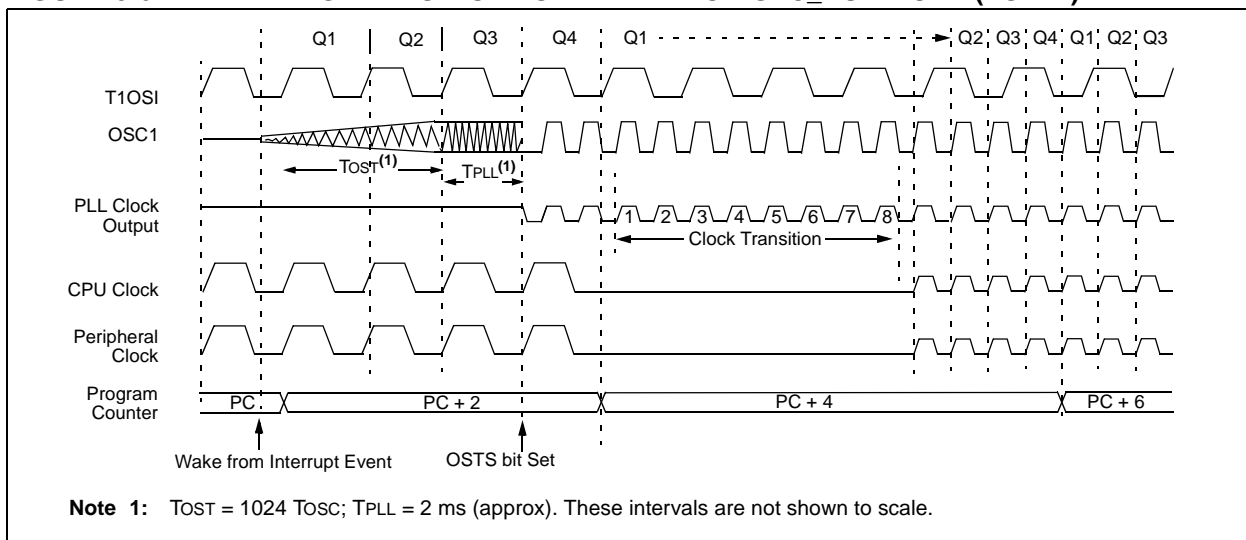 Q1 Q2 Q3 Q4 Q1 Q2 Q3 Q4 Q1 Q2 Q3
T1OSI
OSC1
TOST(1) TPLL(1)
PLL Clock
Output
1 2 3 4 5 6 7 8
Clock Transition
CPU Clock
Peripheral
Clock
Program
Counter
PC PC + 2 PC + 4 PC + 6
Wake from Interrupt Event OSTS bit Set
Note 1: TOST = 1024 TOSC; TPLL = 2 ms (approx). These intervals are not shown to scale.